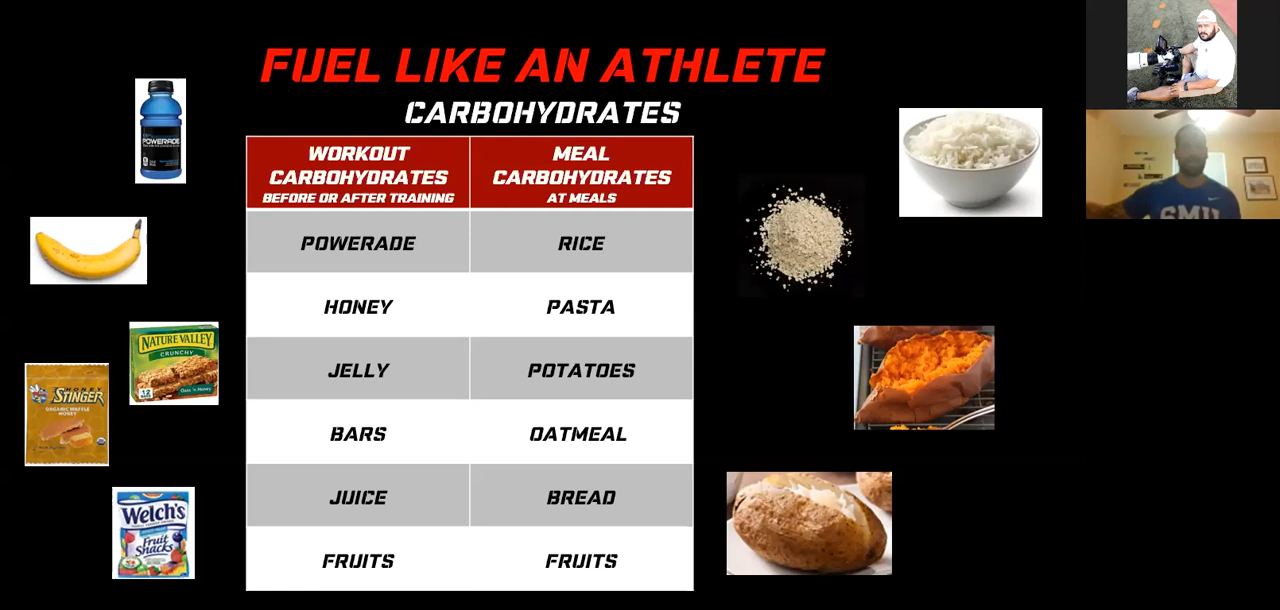 FUEL LIKE AN ATHLETE
CARBOHYDRATES
WORKOUT CARBOHYDRATES BEFORE OR AFTER TRAINING
MEAL CARBOHYDRATES AT MEALS
POWERADE
RICE
HONEY
PASTA
JELLY
POTATOES
BARS
OATMEAL
JUICE
BREAD
FRUITS
FRUITS
POWERADE
NATURE VALLEY
CRUNCHY
Oats 'n Honey
12
HONEY
STINGER
ORGANIC WAFFLE
HONEY
Welch's
Fruit
Snacks
SMU